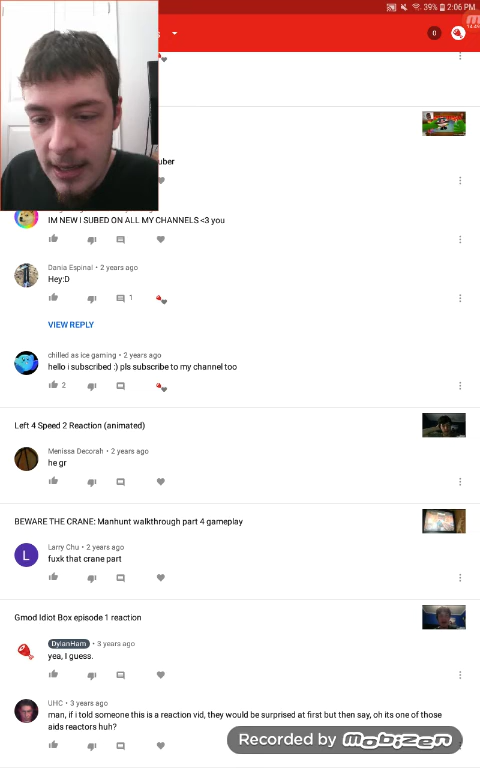 39% 2:06 PM
14:45
s
0
uber
IM NEW I SUBED ON ALL MY CHANNELS <3 you
Dania Espinal • 2 years ago
Hey:D
1
VIEW REPLY
chilled as ice gaming • 2 years ago
hello i subscribed :) pls subscribe to my channel too
2
Left 4 Speed 2 Reaction (animated)
Menissa Decorah • 2 years ago
he gr
BEWARE THE CRANE: Manhunt walkthrough part 4 gameplay
L
Larry Chu • 2 years ago
fuxk that crane part
Gmod Idiot Box episode 1 reaction
DylanHam • 3 years ago
yea, I guess.
UHC • 3 years ago
man, if i told someone this is a reaction vid, they would be surprised at first but then say, oh its one of those
aids reactors huh?
Recorded by mobizen